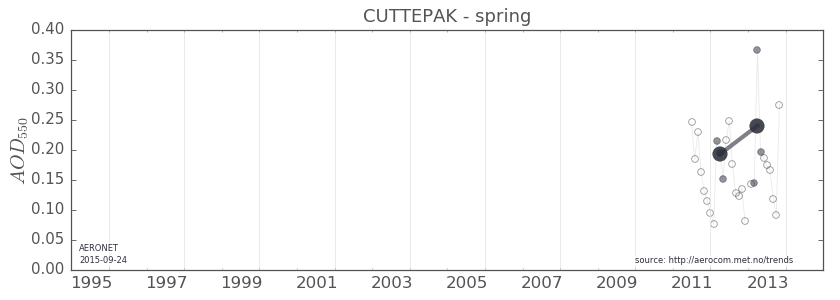 CUTTEPAK - spring
0.40
0.35
0.30
0.25
0.20
0.15
0.10
0.05
0.00
AOD550
AERONET
2015-09-24
source: http://aerocom.met.no/trends
1995 1997 1999 2001 2003 2005 2007 2009 2011 2013